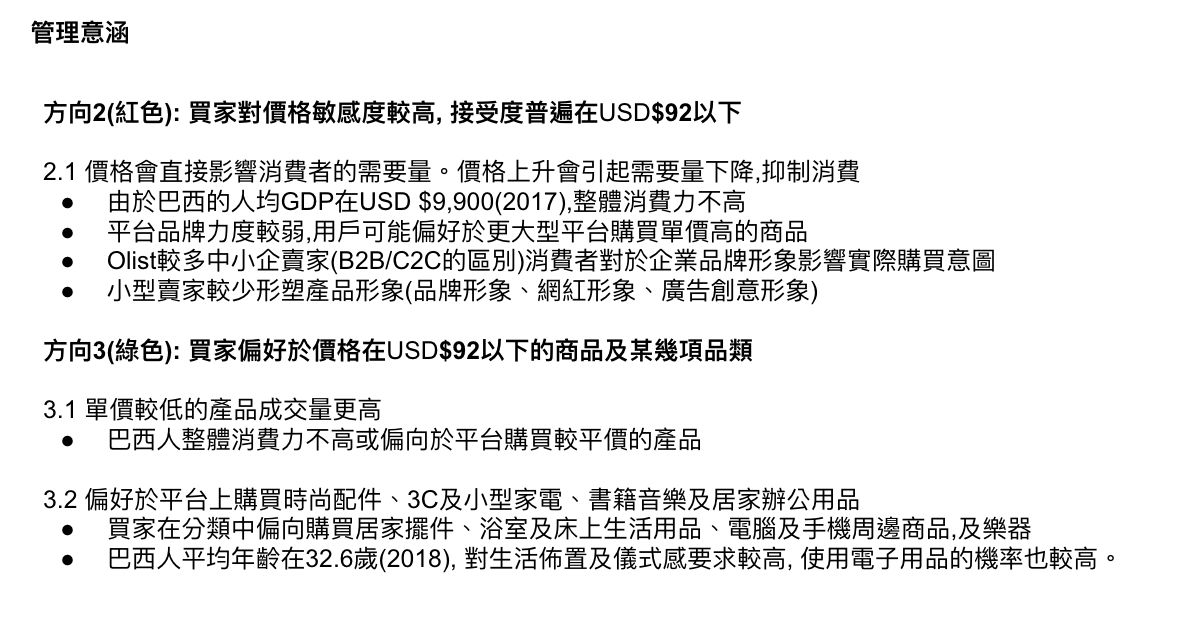 管理意涵
方向2(紅色): 買家對價格敏感度較高, 接受度普遍在USD$92以下
2.1 價格會直接影響消費者的需要量。價格上升會引起需要量下降,抑制消費
● 由於巴西的人均GDP在USD $9,900(2017),整體消費力不高
● 平台品牌力度較弱,用戶可能偏好於更大型平台購買單價高的商品
● Olist較多中小企賣家(B2B/C2C的區別)消費者對於企業品牌形象影響實際購買意圖
● 小型賣家較少形塑產品形象(品牌形象、網紅形象、廣告創意形象)
方向3(綠色): 買家偏好於價格在USD$92以下的商品及某幾項品類
3.1 單價較低的產品成交量更高
● 巴西人整體消費力不高或偏向於平台購買較平價的產品
3.2 偏好於平台上購買時尚配件、3C及小型家電、書籍音樂及居家辦公用品
● 買家在分類中偏向購買居家擺件、浴室及床上生活用品、電腦及手機周邊商品,及樂器
● 巴西人平均年齡在32.6歲(2018), 對生活佈置及儀式感要求較高, 使用電子用品的機率也較高。